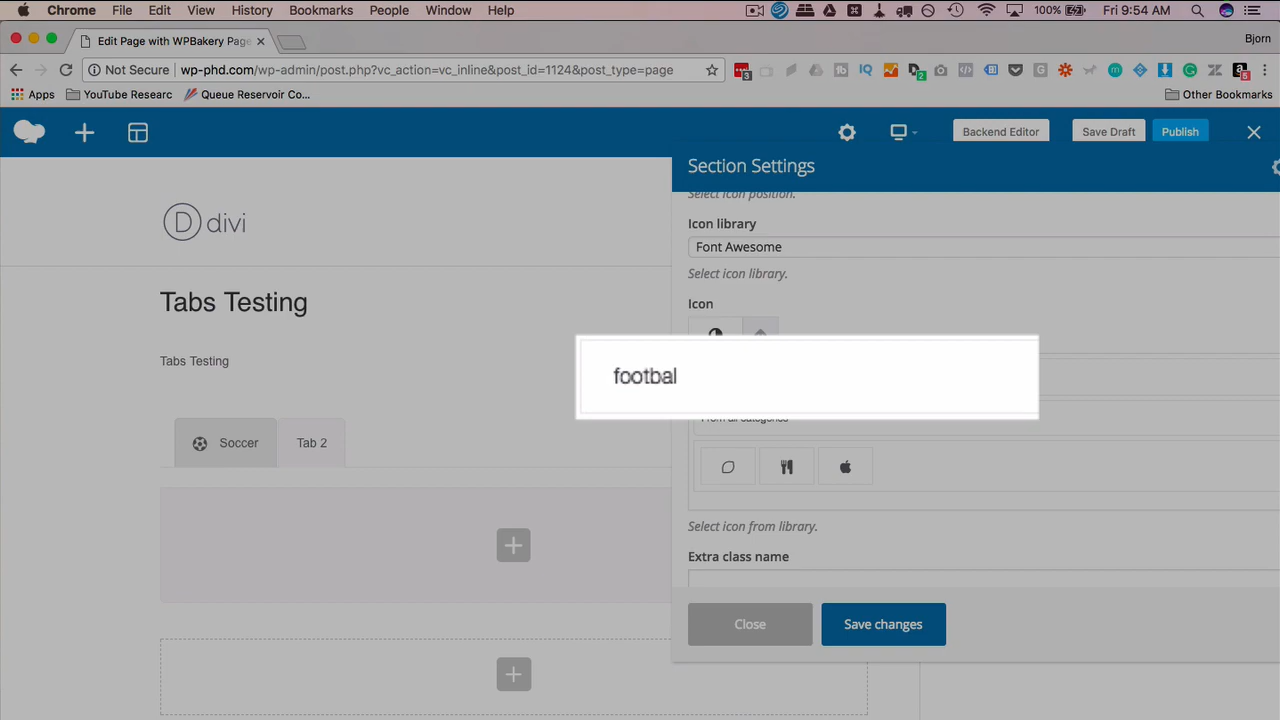 Chrome File Edit View History Bookmarks People Window Help 100% Fri 9:54 AM
Edit Page with WPBakery Page
Bjorn
Not Secure wp-phd.com/wp-admin/post.php?vc_action=vc_inline&post_id=1124&post_type=page
Apps YouTube Researc Queue Reservoir Co... Other Bookmarks
Backend Editor Save Draft Publish
Section Settings
Select icon position.
D divi
Icon library
Font Awesome
Select icon library.
Tabs Testing
Icon
Tabs Testing
footbal
From all categories
Soccer Tab 2
Select icon from library.
Extra class name
Close Save changes